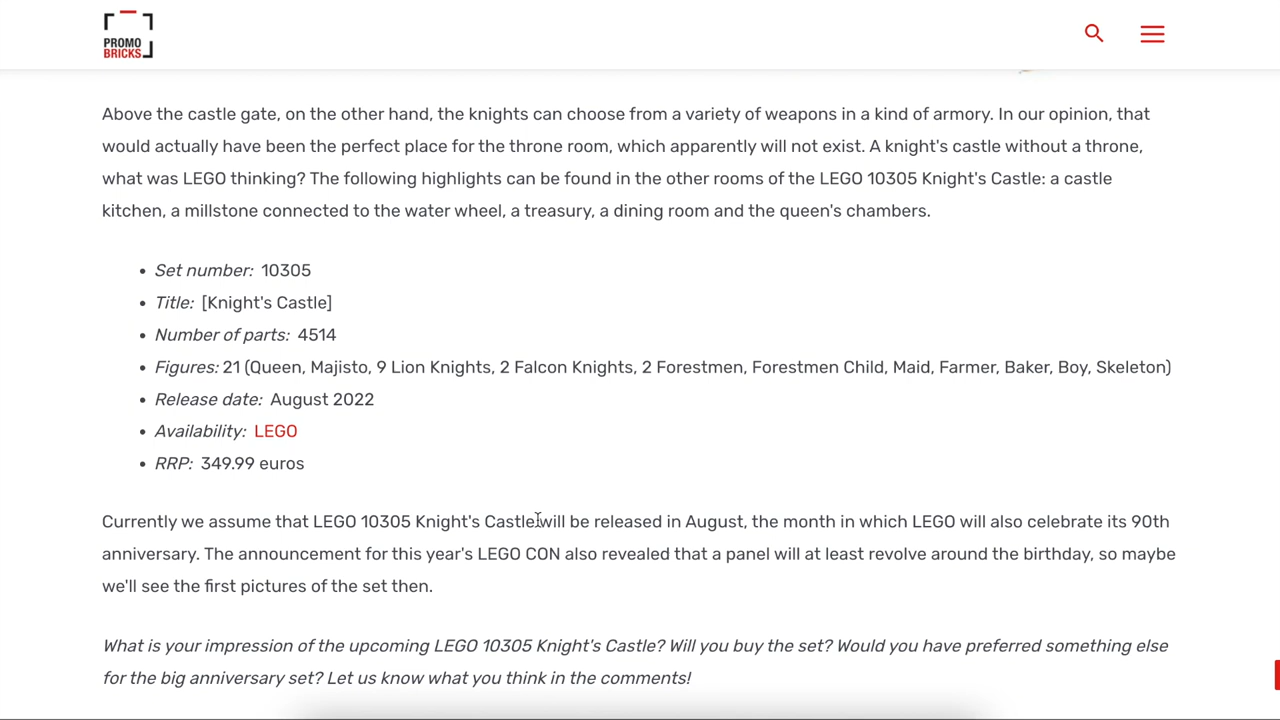 PROMO
BRICKS
Above the castle gate, on the other hand, the knights can choose from a variety of weapons in a kind of armory. In our opinion, that
would actually have been the perfect place for the throne room, which apparently will not exist. A knight's castle without a throne,
what was LEGO thinking? The following highlights can be found in the other rooms of the LEGO 10305 Knight's Castle: a castle
kitchen, a millstone connected to the water wheel, a treasury, a dining room and the queen's chambers.
• Set number: 10305
• Title: [Knight's Castle]
• Number of parts: 4514
• Figures: 21 (Queen, Majisto, 9 Lion Knights, 2 Falcon Knights, 2 Forestmen, Forestmen Child, Maid, Farmer, Baker, Boy, Skeleton)
• Release date: August 2022
• Availability: LEGO
• RRP: 349.99 euros
Currently we assume that LEGO 10305 Knight's Castle will be released in August, the month in which LEGO will also celebrate its 90th
anniversary. The announcement for this year's LEGO CON also revealed that a panel will at least revolve around the birthday, so maybe
we'll see the first pictures of the set then.
What is your impression of the upcoming LEGO 10305 Knight's Castle? Will you buy the set? Would you have preferred something else
for the big anniversary set? Let us know what you think in the comments!